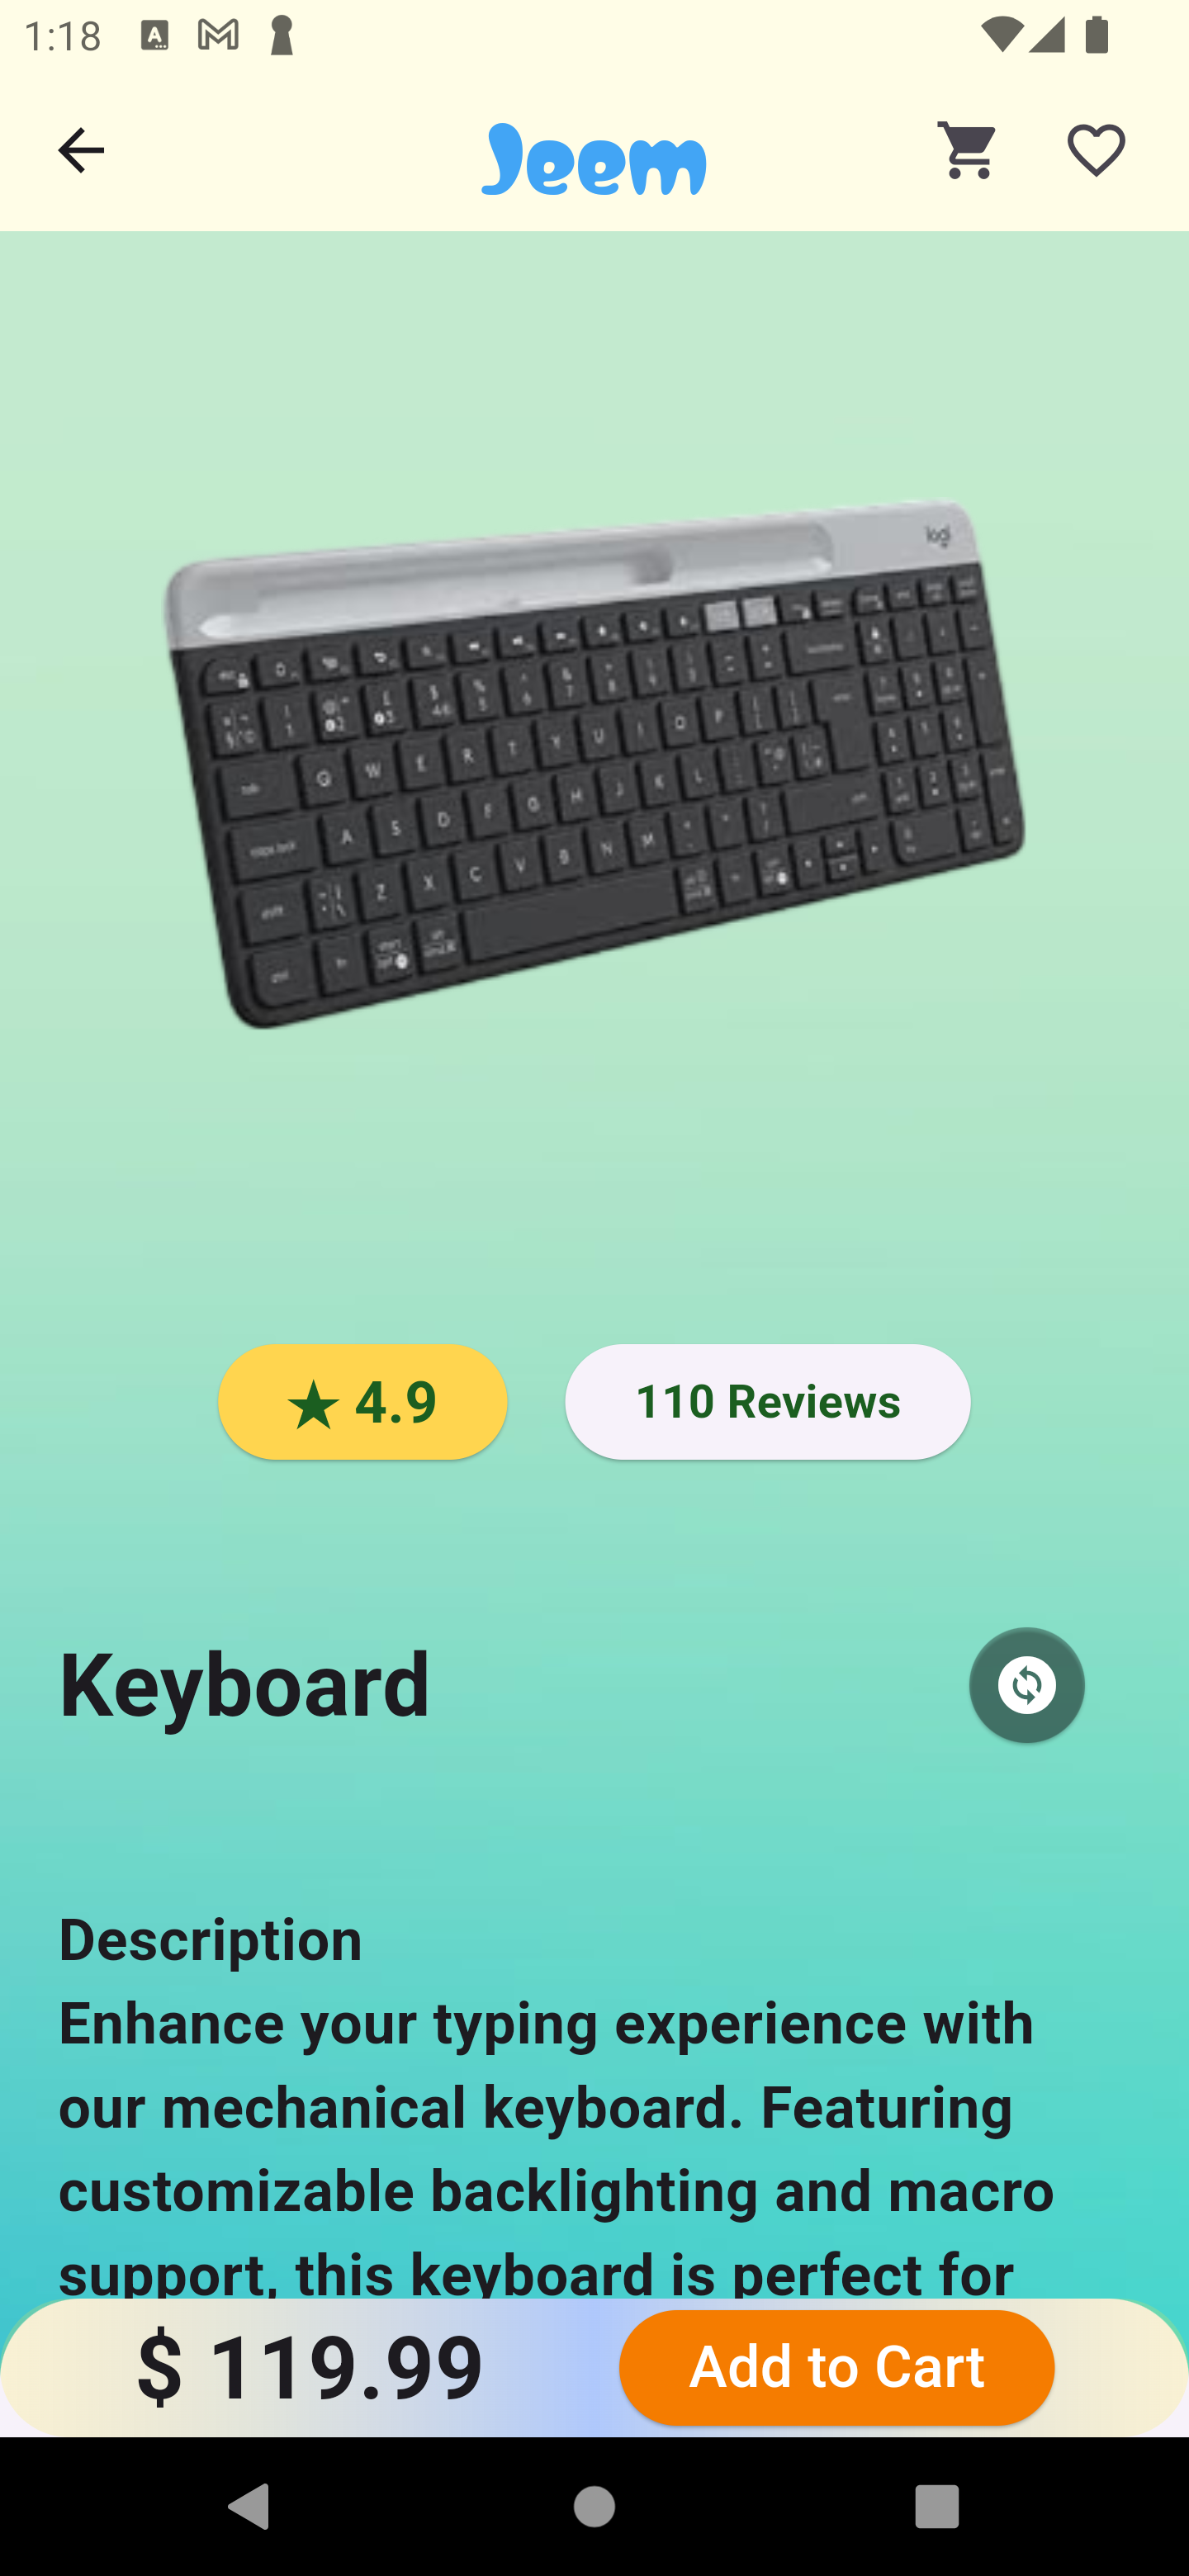 1:18
Jeem
logi
★ 4.9
110 Reviews
Keyboard
Description
Enhance your typing experience with
our mechanical keyboard. Featuring
customizable backlighting and macro
support, this keyboard is perfect for
$ 119.99
Add to Cart